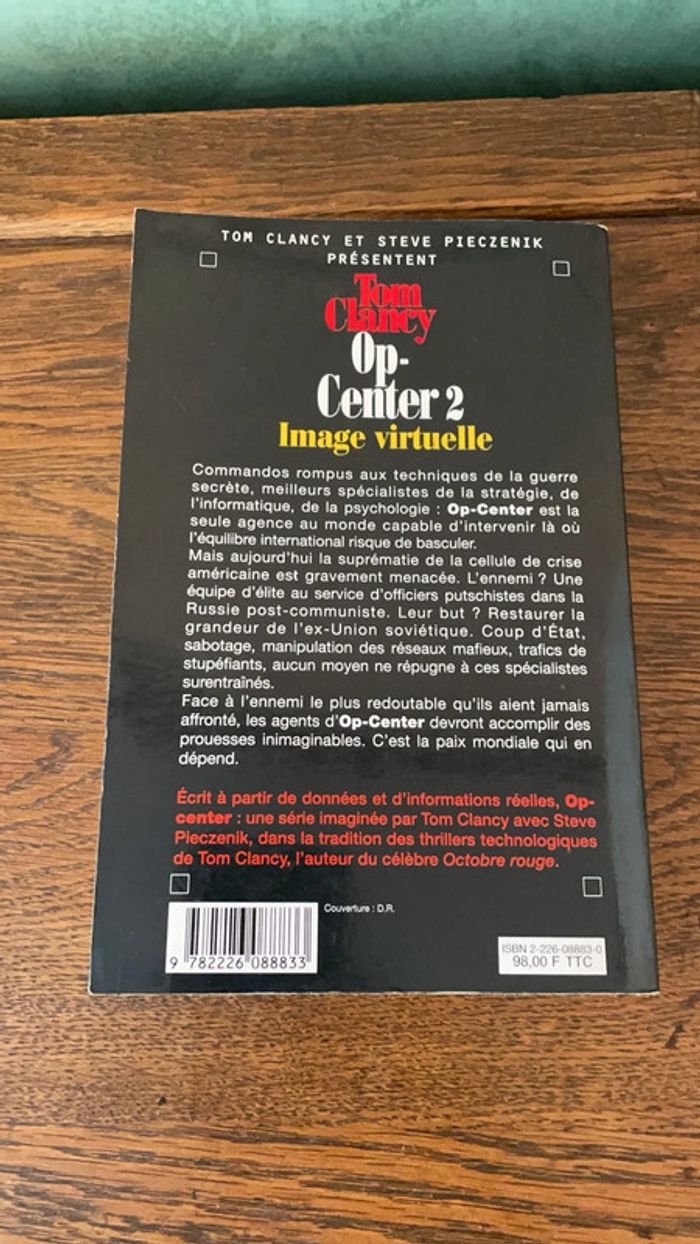 TOM CLANCY ET STEVE PIECZENIK
PRÉSENTENT
Tom
Clancy
Op-
Center 2
Image virtuelle
Commandos rompus aux techniques de la guerre
secrète, meilleurs spécialistes de la stratégie, de
l'informatique, de la psychologie : Op-Center est la
seule agence au monde capable d'intervenir là où
l'équilibre international risque de basculer.
Mais aujourd'hui la suprématie de la cellule de crise
américaine est gravement menacée. L'ennemi ? Une
équipe d'élite au service d'officiers putschistes dans la
Russie post-communiste. Leur but ? Restaurer la
grandeur de l'ex-Union soviétique. Coup d'État,
sabotage, manipulation des réseaux mafieux, trafics de
stupéfiants, aucun moyen ne répugne à ces spécialistes
surentraînés.
Face à l'ennemi le plus redoutable qu'ils aient jamais
affronté, les agents d'Op-Center devront accomplir des
prouesses inimaginables. C'est la paix mondiale qui en
dépend.
Écrit à partir de données et d'informations réelles, Op-
center : une série imaginée par Tom Clancy avec Steve
Pieczenik, dans la tradition des thrillers technologiques
de Tom Clancy, l'auteur du célèbre Octobre rouge.
Couverture : D.R.
9 782226 088833
ISBN 2-226-08883-0
98,00 F TTC